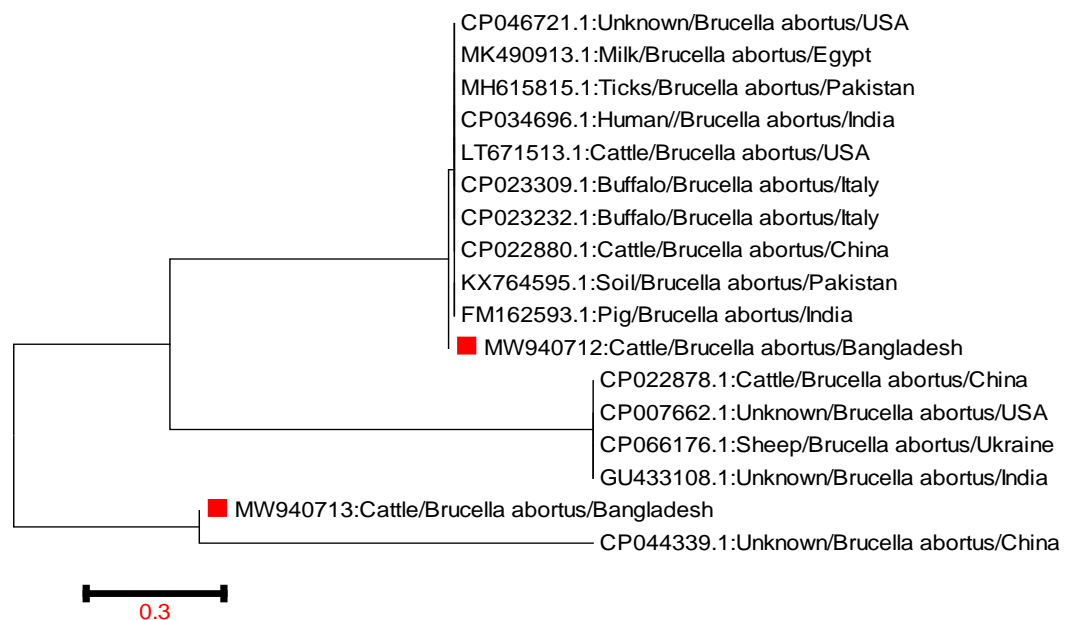 CP046721.1:Unknown/Brucella abortus/USA
MK490913.1:Milk/Brucella abortus/Egypt
MH615815.1:Ticks/Brucella abortus/Pakistan
CP034696.1:Human//Brucella abortus/India
LT671513.1:Cattle/Brucella abortus/USA
CP023309.1:Buffalo/Brucella abortus/Italy
CP023232.1:Buffalo/Brucella abortus/Italy
CP022880.1:Cattle/Brucella abortus/China
KX764595.1:Soil/Brucella abortus/Pakistan
FM162593.1:Pig/Brucella abortus/India
MW940712:Cattle/Brucella abortus/Bangladesh
CP022878.1:Cattle/Brucella abortus/China
CP007662.1:Unknown/Brucella abortus/USA
CP066176.1:Sheep/Brucella abortus/Ukraine
GU433108.1:Unknown/Brucella abortus/India
MW940713:Cattle/Brucella abortus/Bangladesh
CP044339.1:Unknown/Brucella abortus/China
0.3